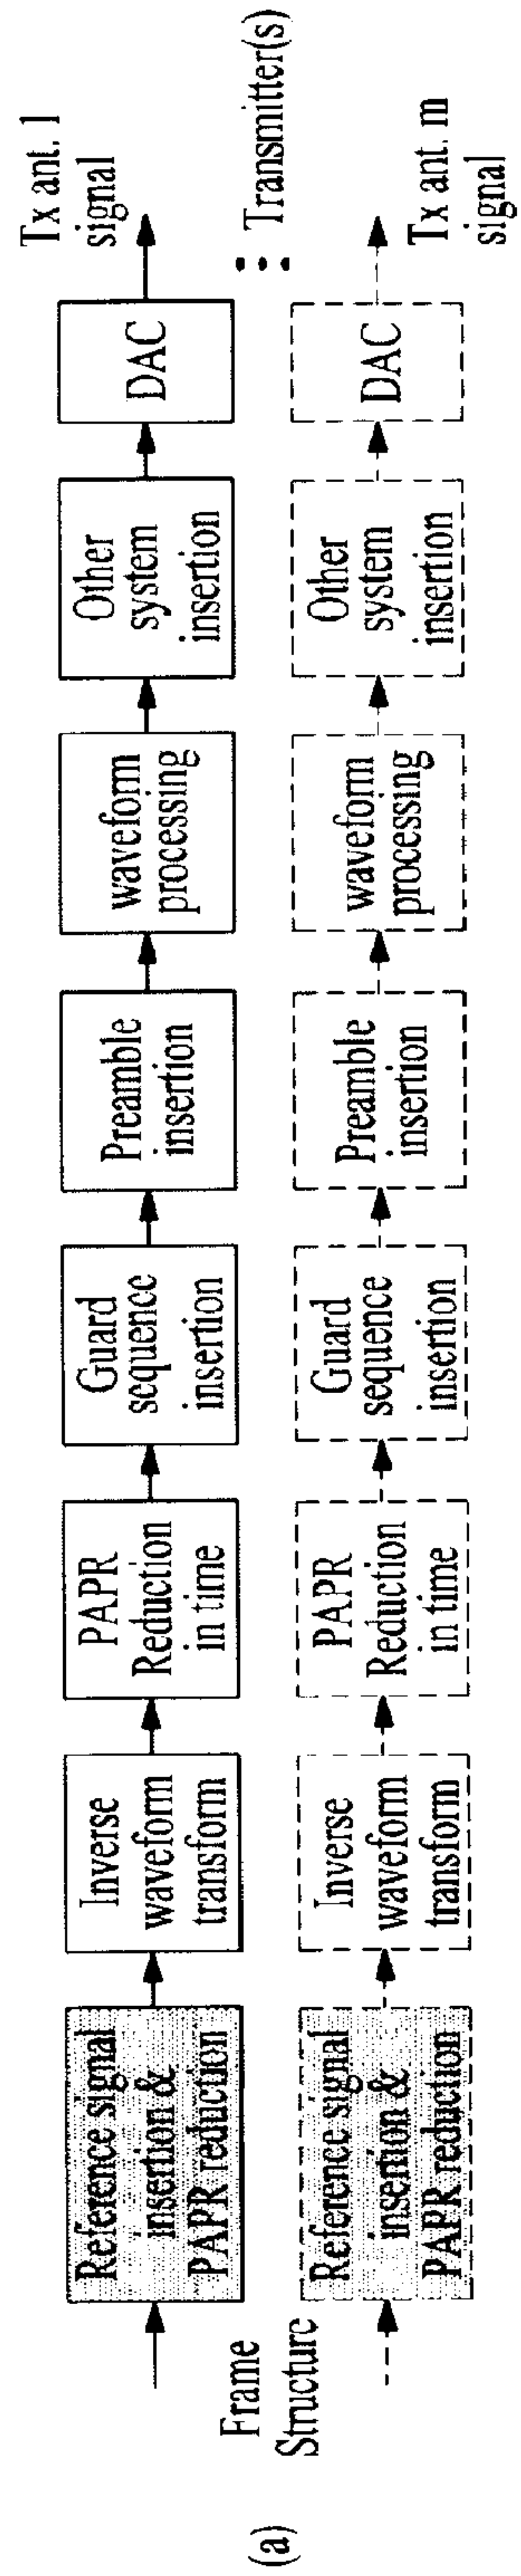 (a)
Frame
Structure
Reference signal
insertion &
PAPR reduction
Inverse
waveform
transform
PAPR
Reduction
in time
Guard
sequence
insertion
Preamble
insertion
waveform
processing
Other
system
insertion
DAC
Tx ant. 1
signal
Transmitter(s)
Reference signal
insertion &
PAPR reduction
Inverse
waveform
transform
PAPR
Reduction
in time
Guard
sequence
insertion
Preamble
insertion
waveform
processing
Other
system
insertion
DAC
Tx ant. m
signal